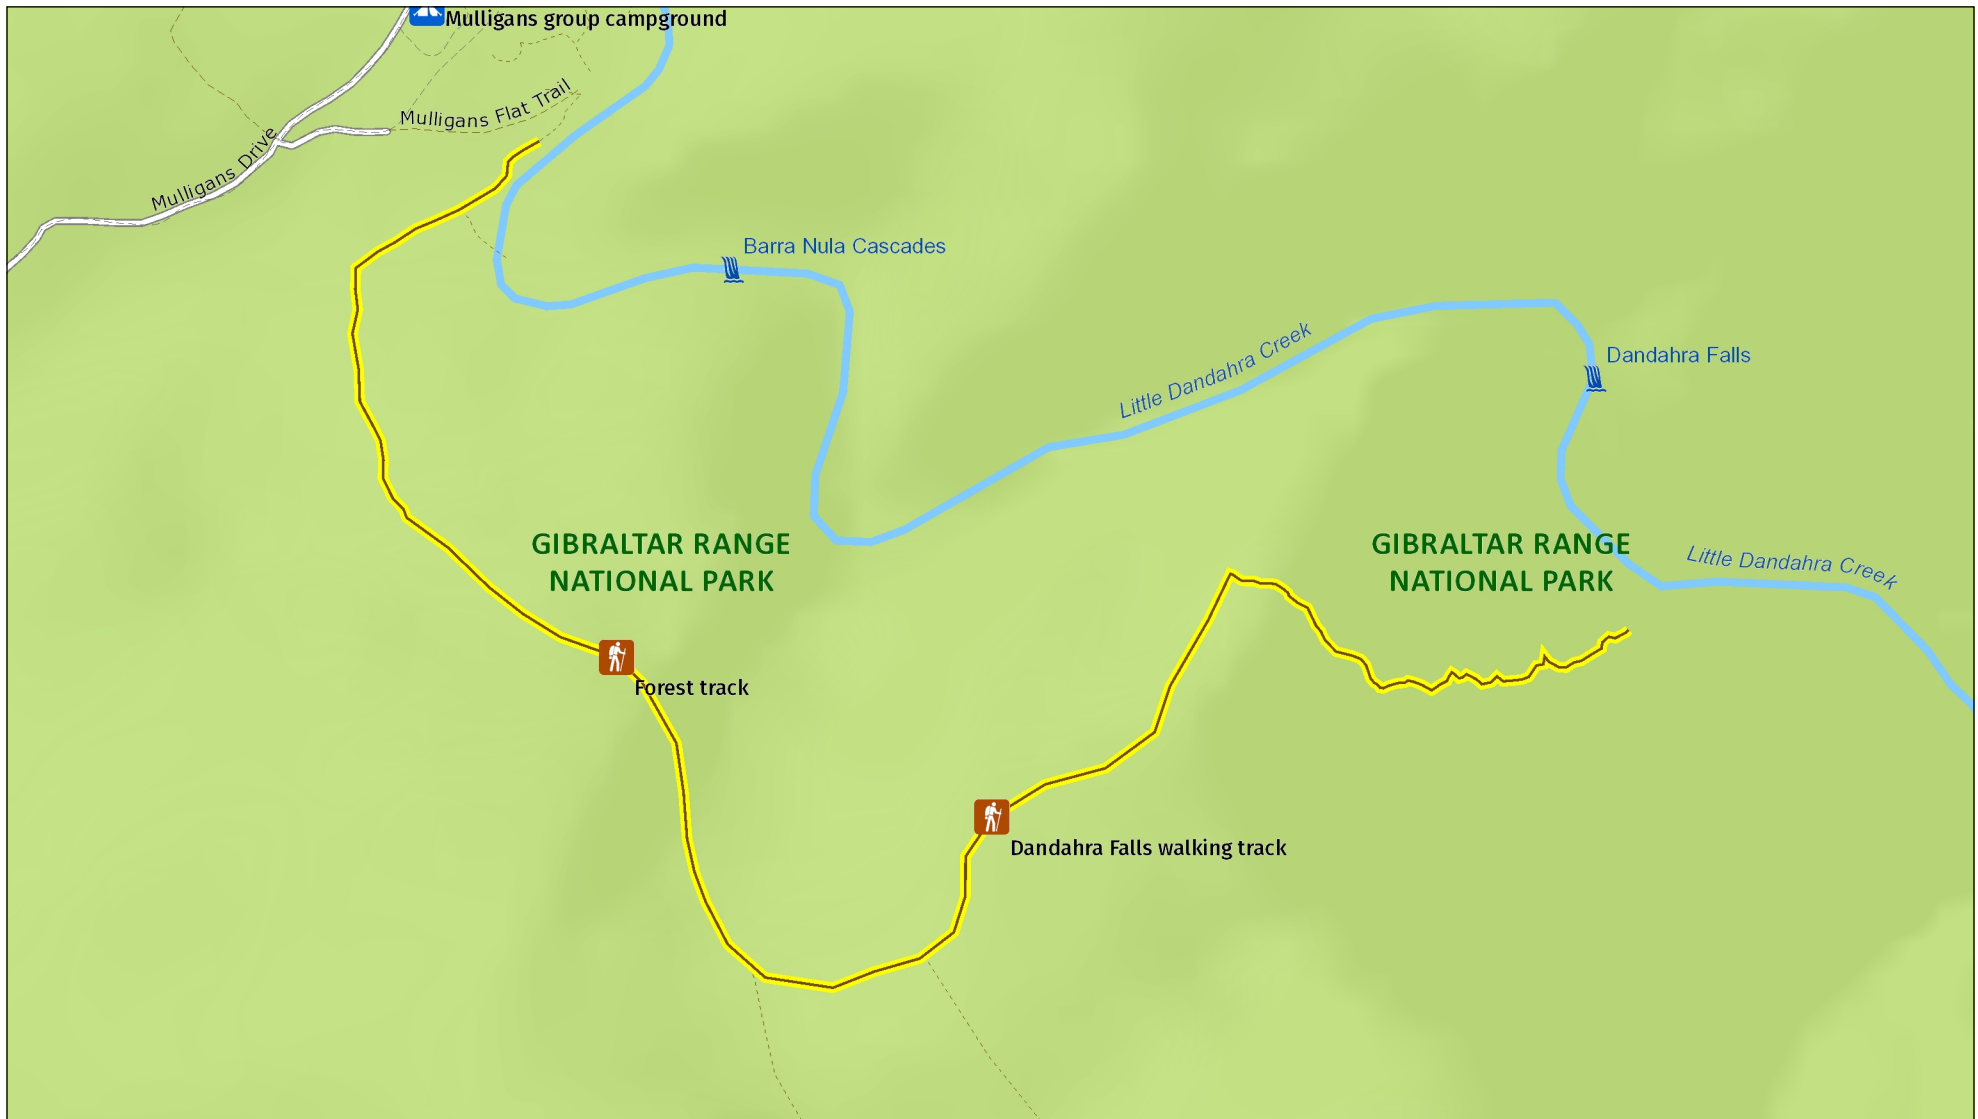 Mulligans group campground
Mulligans Flat Trail
Mulligans Drive
Barra Nula Cascades
Little Dandahra Creek
Dandahra Falls
GIBRALTAR RANGE
NATIONAL PARK
GIBRALTAR RANGE
NATIONAL PARK
Little Dandahra Creek
Forest track
Dandahra Falls walking track